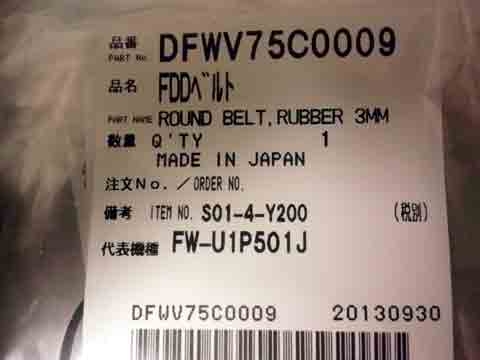 品番 PART No. DFWV75C0009
品名 FDDベルト
PART NAME ROUND BELT,RUBBER 3MM
数量 Q'TY 1
MADE IN JAPAN
注文No./ORDER NO.
備考 ITEM NO. S01-4-Y200 (税別)
代表機種 FW-U1P501J
DFWV75C0009 20130930